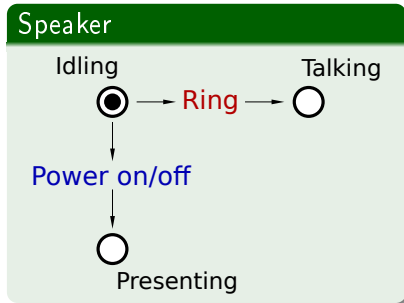 Speaker
Idling
Talking
Ring
Power on/off
Presenting